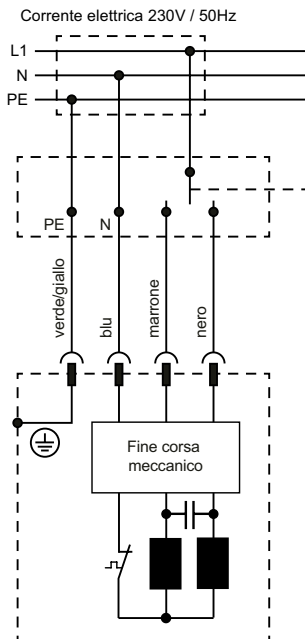 Corrente elettrica 230V / 50Hz
L1
N
PE
PE
N
verde/giallo
blu
marrone
nero
Fine corsa
meccanico